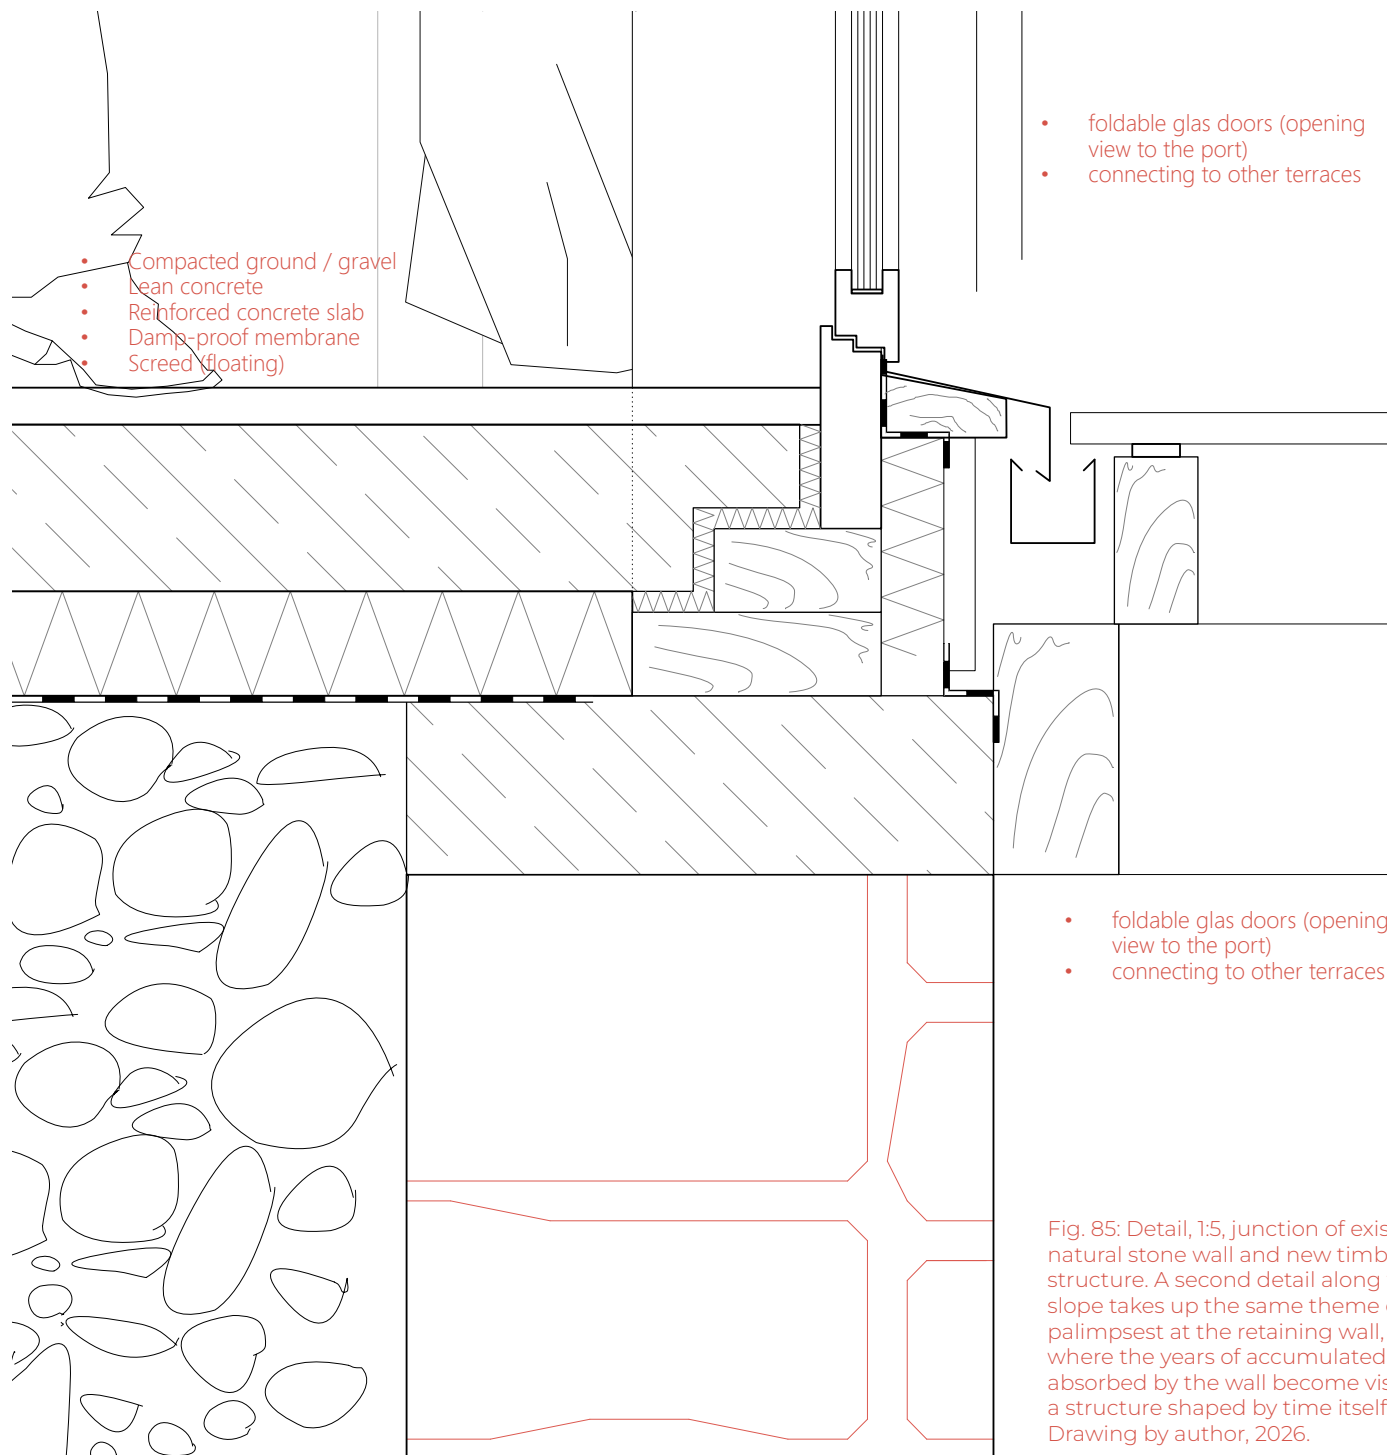 • foldable glas doors (opening
view to the port)
• connecting to other terraces
• Compacted ground / gravel
• Lean concrete
• Reinforced concrete slab
• Damp-proof membrane
• Screed (floating)
• foldable glas doors (opening
view to the port)
• connecting to other terraces
Fig. 85: Detail, 1:5, junction of exis
natural stone wall and new timb
structure. A second detail along
slope takes up the same theme
palimpsest at the retaining wall,
where the years of accumulated
absorbed by the wall become vis
a structure shaped by time itself
Drawing by author, 2026.